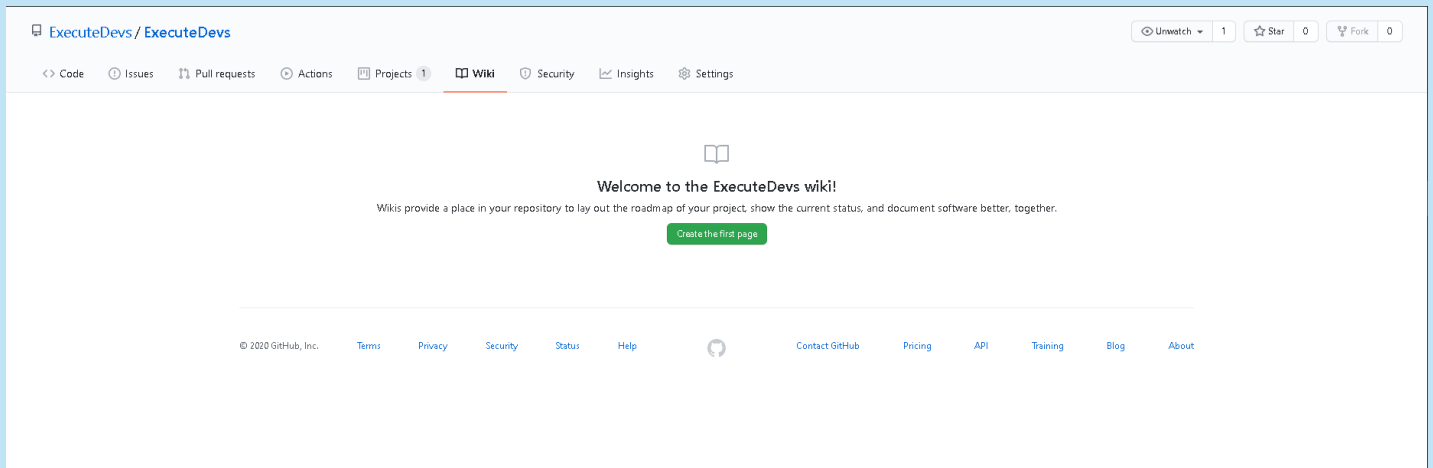 ExecuteDevs / ExecuteDevs
Unwatch 1 Star 0 Fork 0
Code Issues Pull requests Actions Projects 1 Wiki Security Insights Settings
Welcome to the ExecuteDevs wiki!
Wikis provide a place in your repository to lay out the roadmap of your project, show the current status, and document software better, together.
Create the first page
© 2020 GitHub, Inc. Terms Privacy Security Status Help Contact GitHub Pricing API Training Blog About